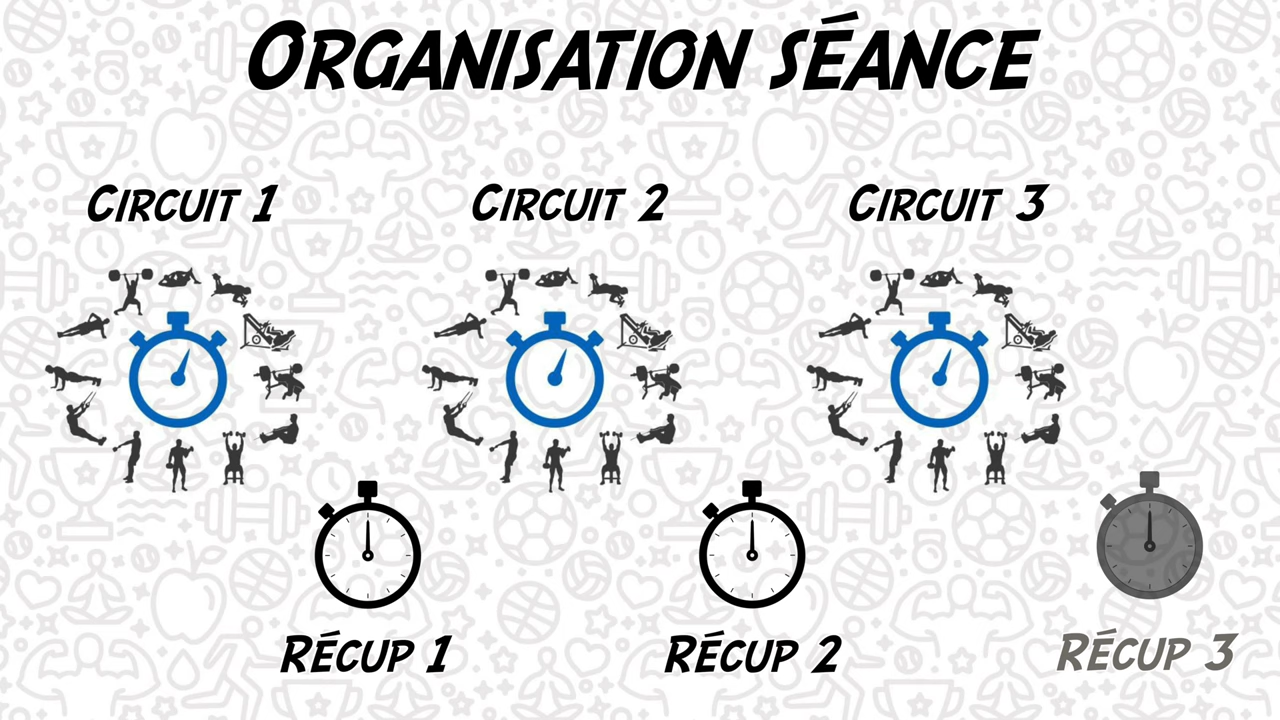 ORGANISATION SÉANCE
CIRCUIT 1
CIRCUIT 2
CIRCUIT 3
RÉCUP 1
RÉCUP 2
RÉCUP 3